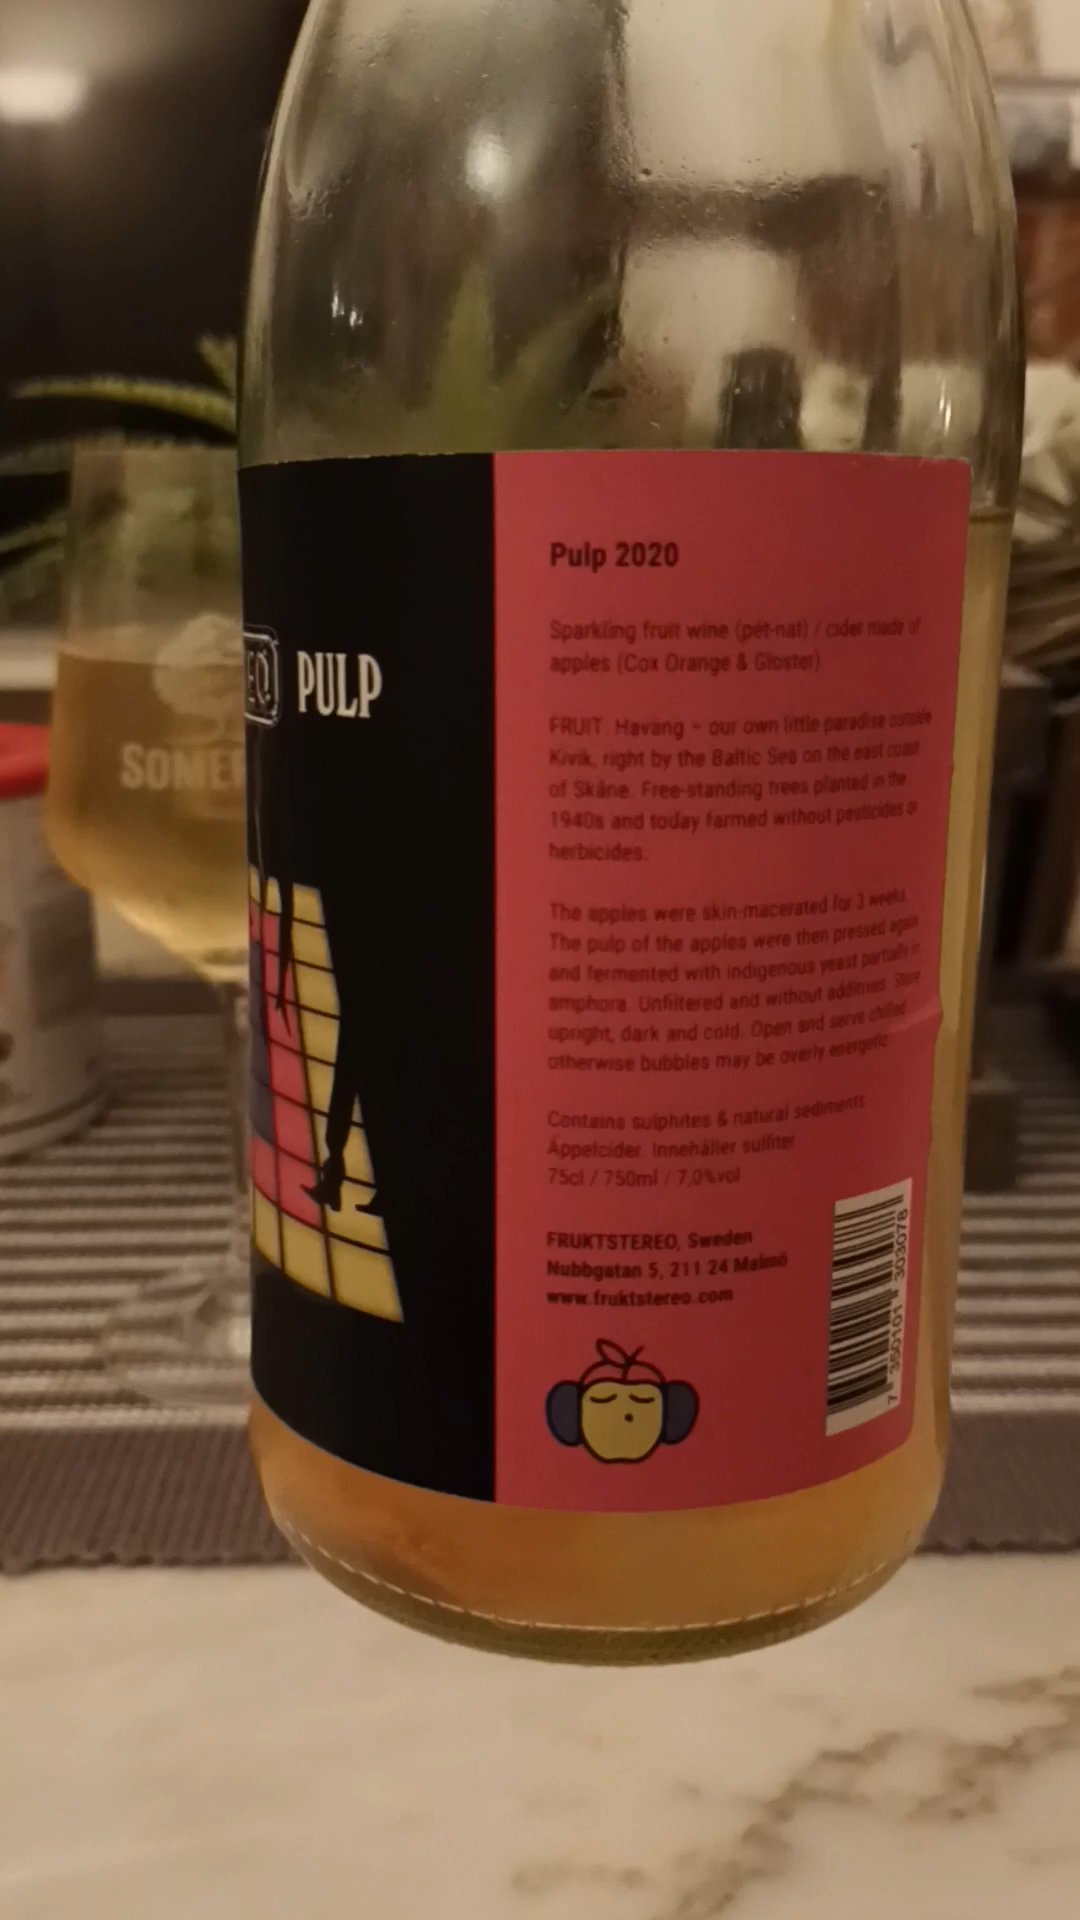 PULP
SOMER
Pulp 2020
Sparkling fruit wine (pét-nat) / cider made of
apples (Cox Orange & Gloster)
FRUIT: Haväng - our own little paradise outside
Kivik, right by the Baltic Sea on the east coast
of Skåne. Free-standing trees planted in the
1940s and today farmed without pesticides or
herbicides.
The apples were skin-macerated for 3 weeks.
The pulp of the apples were then pressed again
and fermented with indigenous yeast partially in
amphora. Unfiltered and without additives. Store
upright, dark and cold. Open and serve chilled
otherwise bubbles may be overly energetic.
Contains sulphites & natural sediments
Äppelcider. Innehåller sulfiter
75cl / 750ml / 7,0%vol
FRUKTSTEREO, Sweden
Nubbgatan 5, 211 24 Malmö
www.fruktstereo.com
7 350101 303078